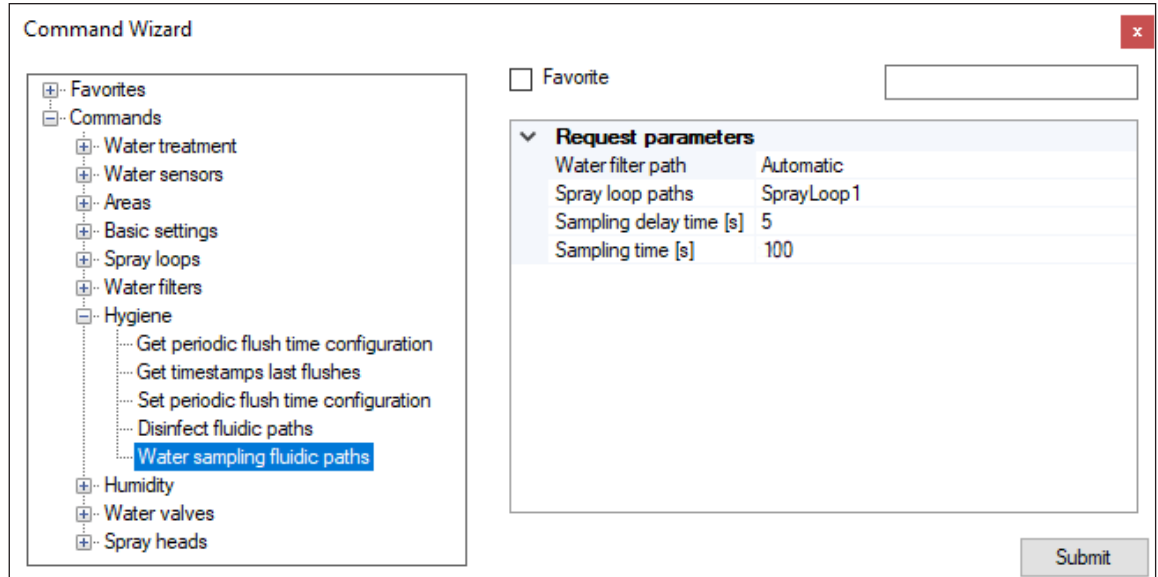 Command Wizard
x
Favorites
Commands
Water treatment
Water sensors
Areas
Basic settings
Spray loops
Water filters
Hygiene
Get periodic flush time configuration
Get timestamps last flushes
Set periodic flush time configuration
Disinfect fluidic paths
Water sampling fluidic paths
Humidity
Water valves
Spray heads
Favorite
Request parameters
Water filter path Automatic
Spray loop paths SprayLoop1
Sampling delay time [s] 5
Sampling time [s] 100
Submit